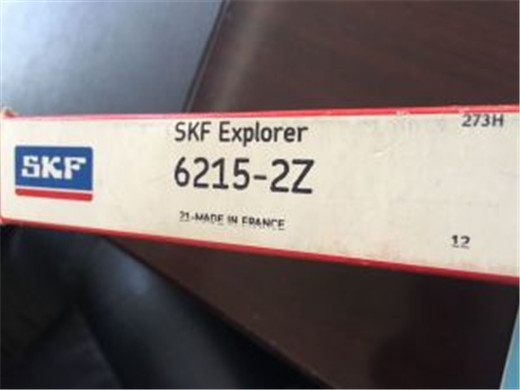 SKF
SKF Explorer
6215-2Z
21-MADE IN FRANCE
273H
12